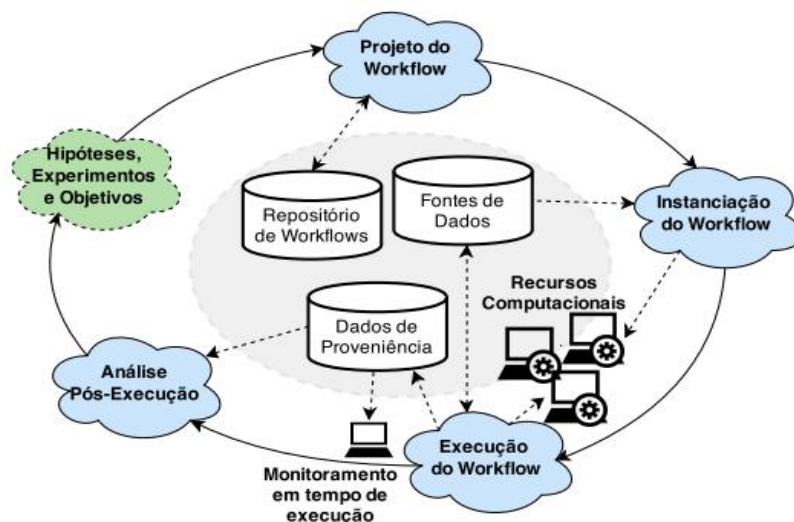 Projeto do
Workflow
Hipóteses,
Experimentos
e Objetivos
Repositório
de Workflows
Fontes de
Dados
Instanciação
do Workflow
Recursos
Computacionais
Dados de
Proveniência
Análise
Pós-Execução
Monitoramento
em tempo de
execução
Execução
do Workflow